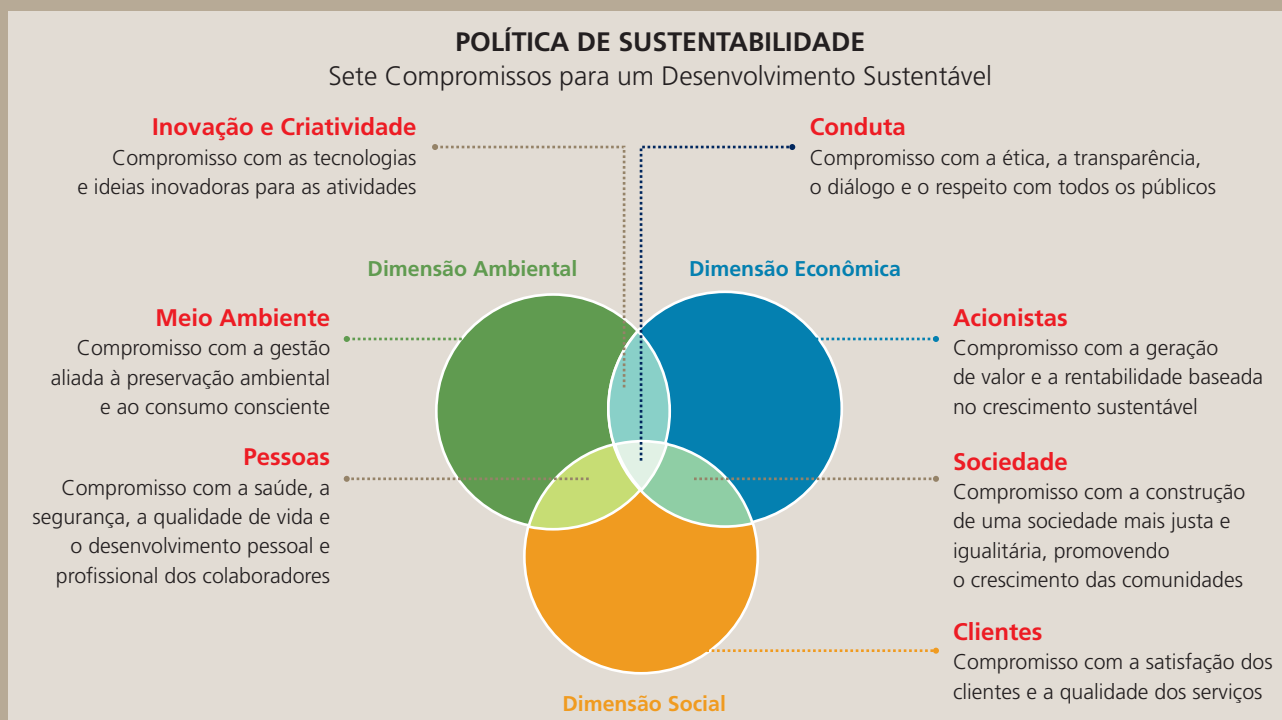 POLÍTICA DE SUSTENTABILIDADE
Sete Compromissos para um Desenvolvimento Sustentável
Inovação e Criatividade
Compromisso com as tecnologias
e ideias inovadoras para as atividades
Conduta
Compromisso com a ética, a transparência,
o diálogo e o respeito com todos os públicos
Dimensão Ambiental
Dimensão Econômica
Meio Ambiente
Compromisso com a gestão
aliada à preservação ambiental
e ao consumo consciente
Acionistas
Compromisso com a geração
de valor e a rentabilidade baseada
no crescimento sustentável
Pessoas
Compromisso com a saúde, a
segurança, a qualidade de vida e
o desenvolvimento pessoal e
profissional dos colaboradores
Sociedade
Compromisso com a construção
de uma sociedade mais justa e
igualitária, promovendo
o crescimento das comunidades
Clientes
Compromisso com a satisfação dos
clientes e a qualidade dos serviços
Dimensão Social